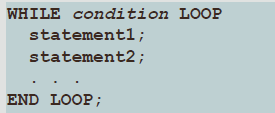 WHILE condition LOOP
statement1;
statement2;
. . .
END LOOP;